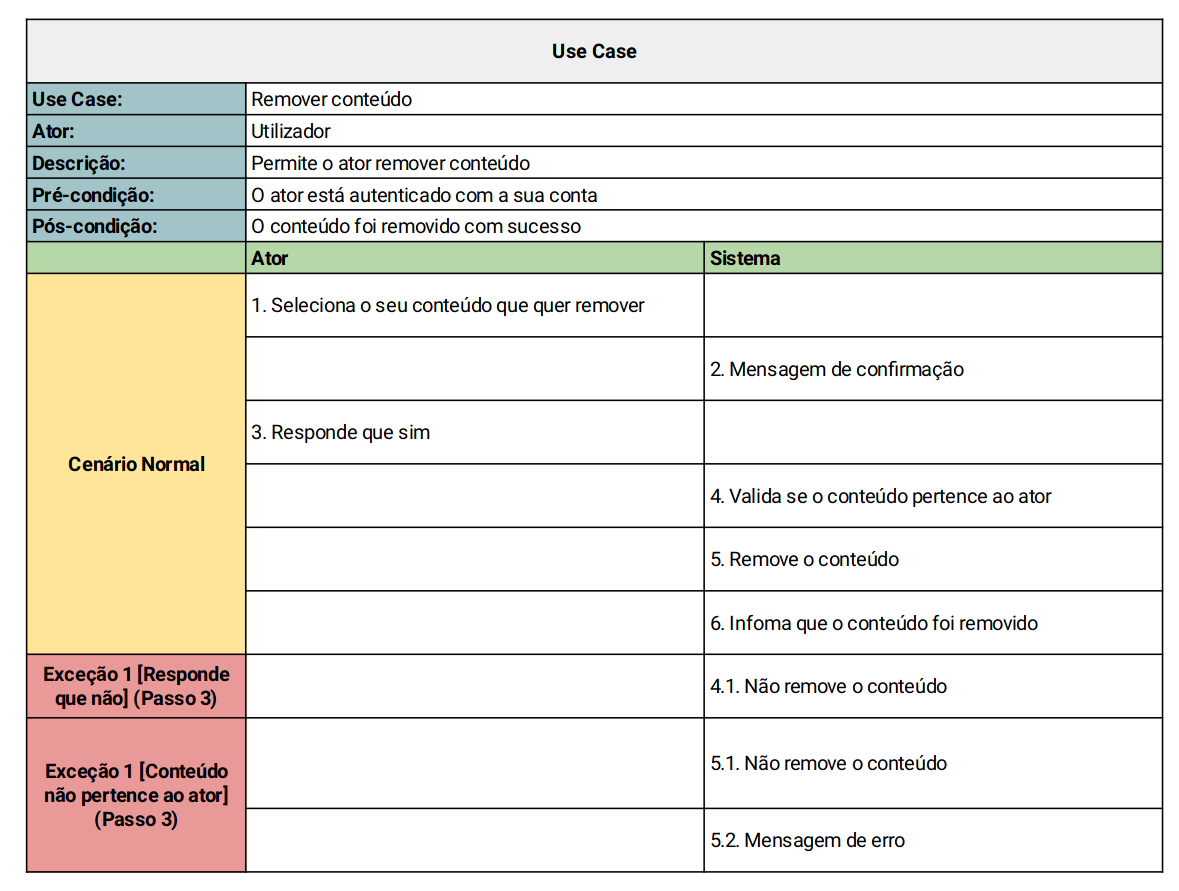 Use Case
Use Case:
Remover conteúdo
Ator:
Utilizador
Descrição:
Permite o ator remover conteúdo
Pré-condição:
O ator está autenticado com a sua conta
Pós-condição:
O conteúdo foi removido com sucesso
Ator
Sistema
Cenário Normal
1. Seleciona o seu conteúdo que quer remover
2. Mensagem de confirmação
3. Responde que sim
4. Valida se o conteúdo pertence ao ator
5. Remove o conteúdo
6. Infoma que o conteúdo foi removido
Exceção 1 [Responde
que não] (Passo 3)
4.1. Não remove o conteúdo
Exceção 1 [Conteúdo
não pertence ao ator]
(Passo 3)
5.1. Não remove o conteúdo
5.2. Mensagem de erro